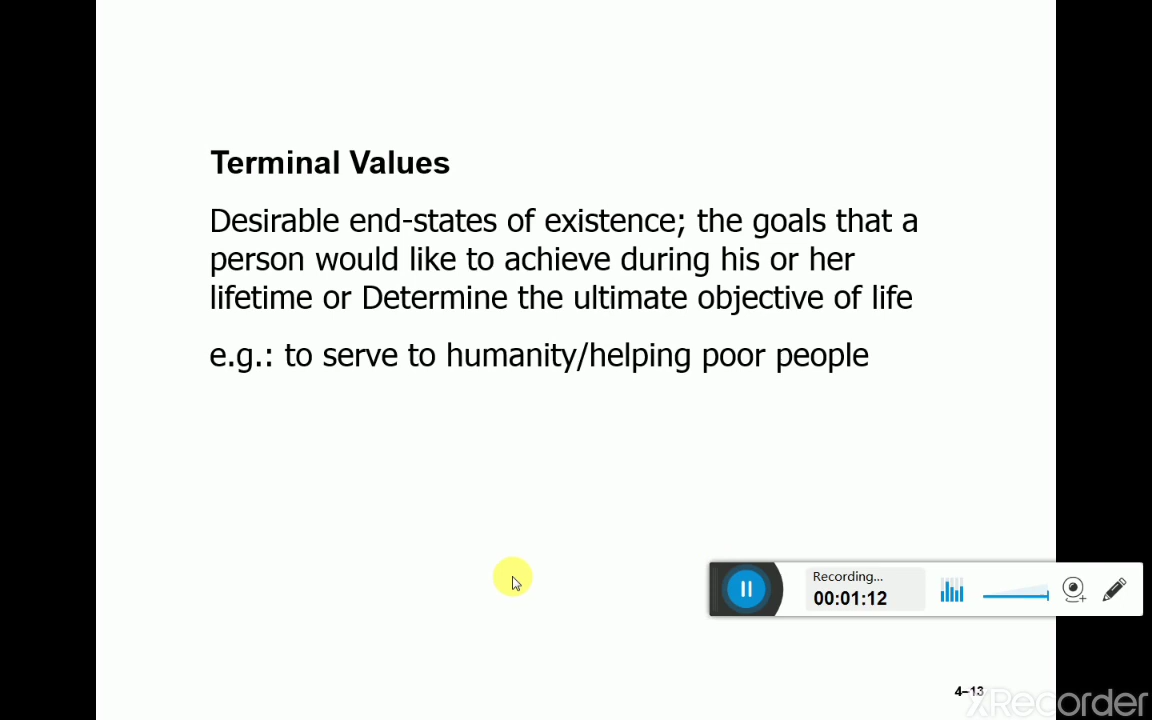 Terminal Values
Desirable end-states of existence; the goals that a
person would like to achieve during his or her
lifetime or Determine the ultimate objective of life
e.g.: to serve to humanity/helping poor people
Recording...
00:01:12
4-13
XRecorder